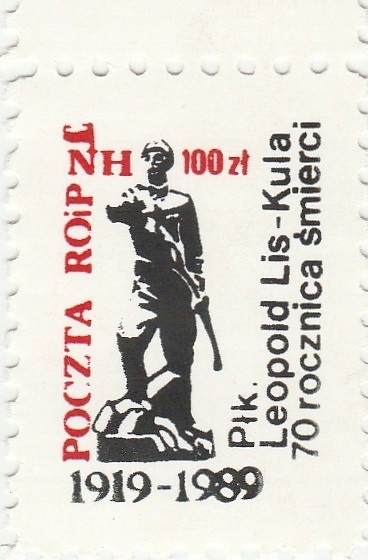 POCZTA ROiP
NH
100 zł
Płk.
Leopold Lis-Kula
70 rocznica śmierci
1919-1989